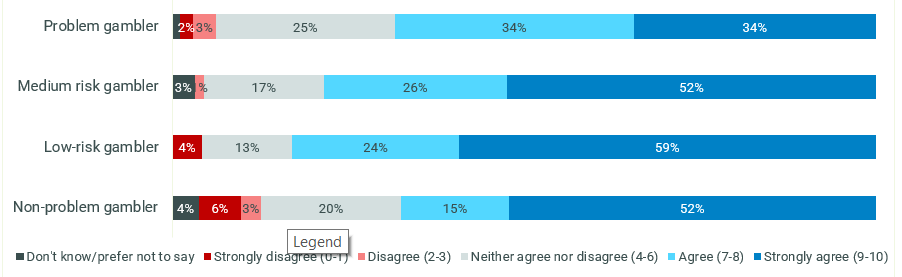 Problem gambler 2% 3% 25% 34% 34%
Medium risk gambler 3% % 17% 26% 52%
Low-risk gambler 4% 13% 24% 59%
Non-problem gambler 4% 6% 3% 20% 15% 52%
Legend
Don't know/prefer not to say Strongly disagree (0-1) Disagree (2-3) Neither agree nor disagree (4-6) Agree (7-8) Strongly agree (9-10)